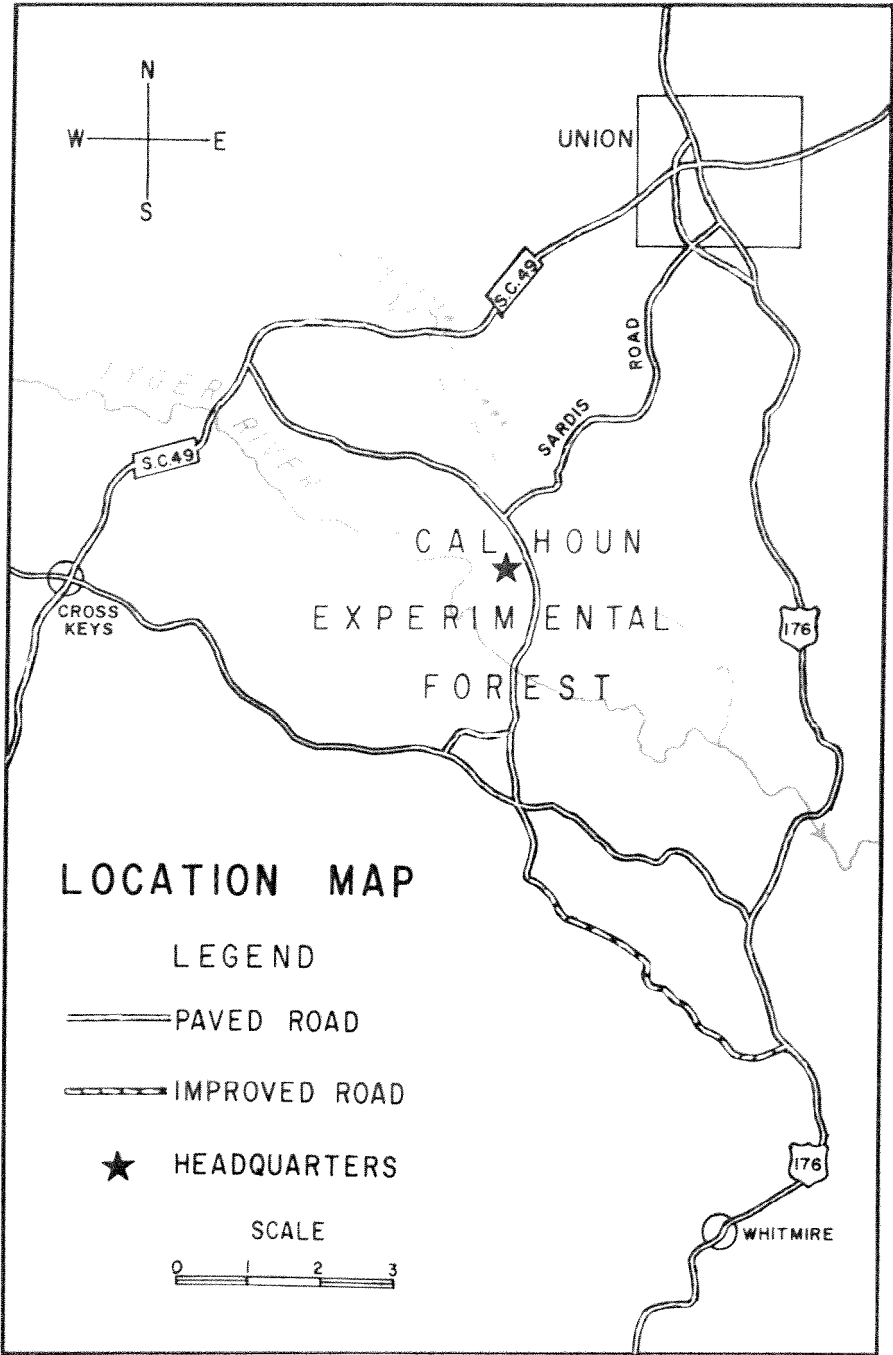 N
W E
S
UNION
S.C.49
ROAD
SARDIS
TYGER RIVER
S.C.49
CROSS
KEYS
CALHOUN
EXPERIMENTAL
FOREST
176
LOCATION MAP
LEGEND
PAVED ROAD
IMPROVED ROAD
HEADQUARTERS
SCALE
0 1 2 3
176
WHITMIRE